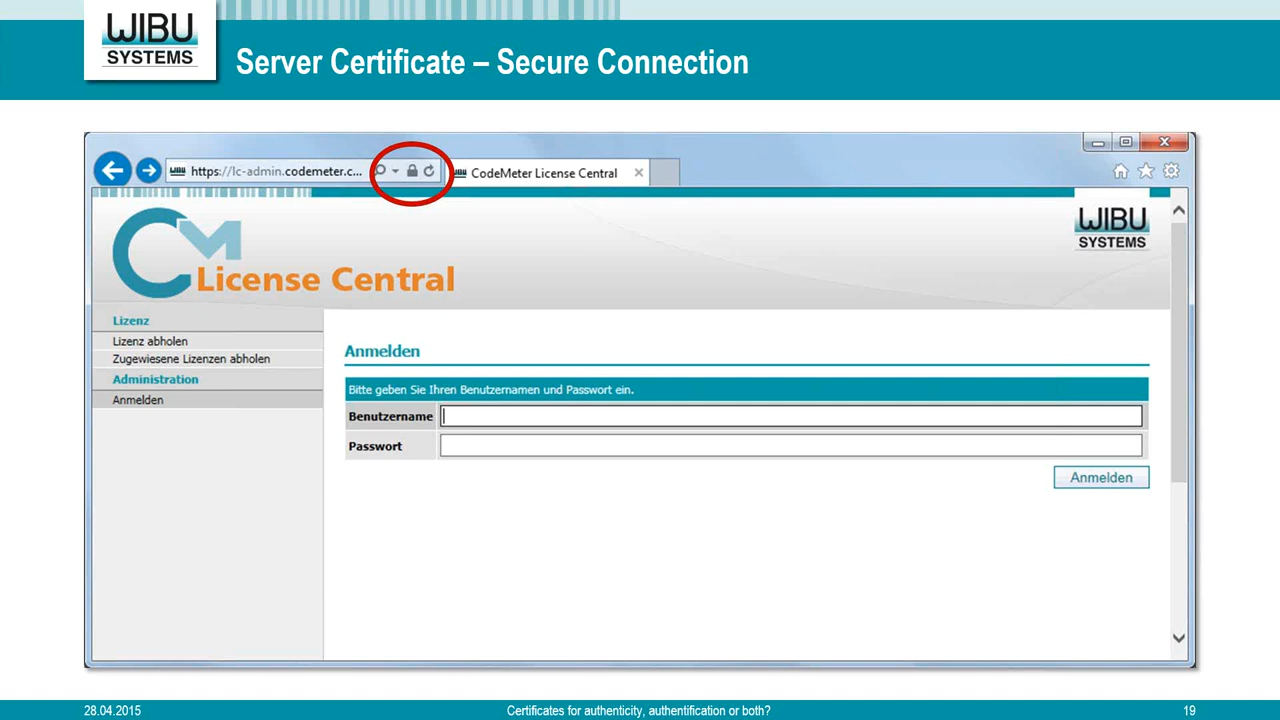 WIBU
SYSTEMS
Server Certificate – Secure Connection
https://lc-admin.codemeter.c...
CodeMeter License Central
CM
License Central
WIBU
SYSTEMS
Lizenz
Lizenz abholen
Zugewiesene Lizenzen abholen
Administration
Anmelden
Anmelden
Bitte geben Sie Ihren Benutzernamen und Passwort ein.
Benutzername
Passwort
Anmelden
28.04.2015
Certificates for authenticity, authentification or both?
19